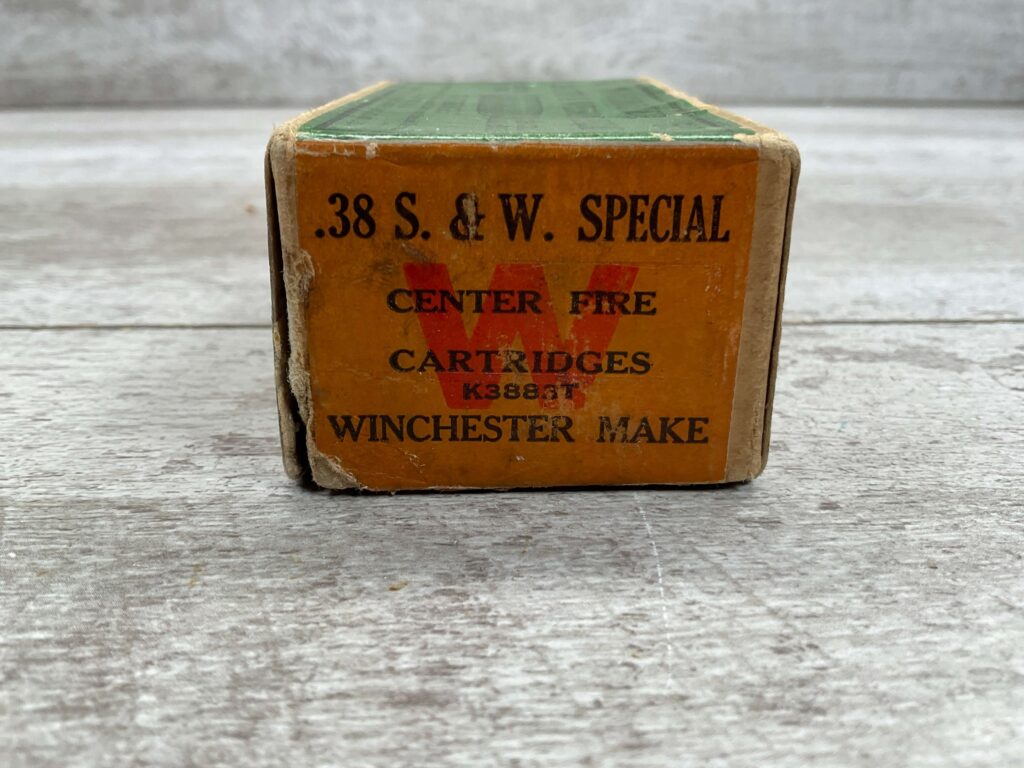 .38 S. & W. SPECIAL
W
CENTER FIRE
CARTRIDGES
K3883T
WINCHESTER MAKE